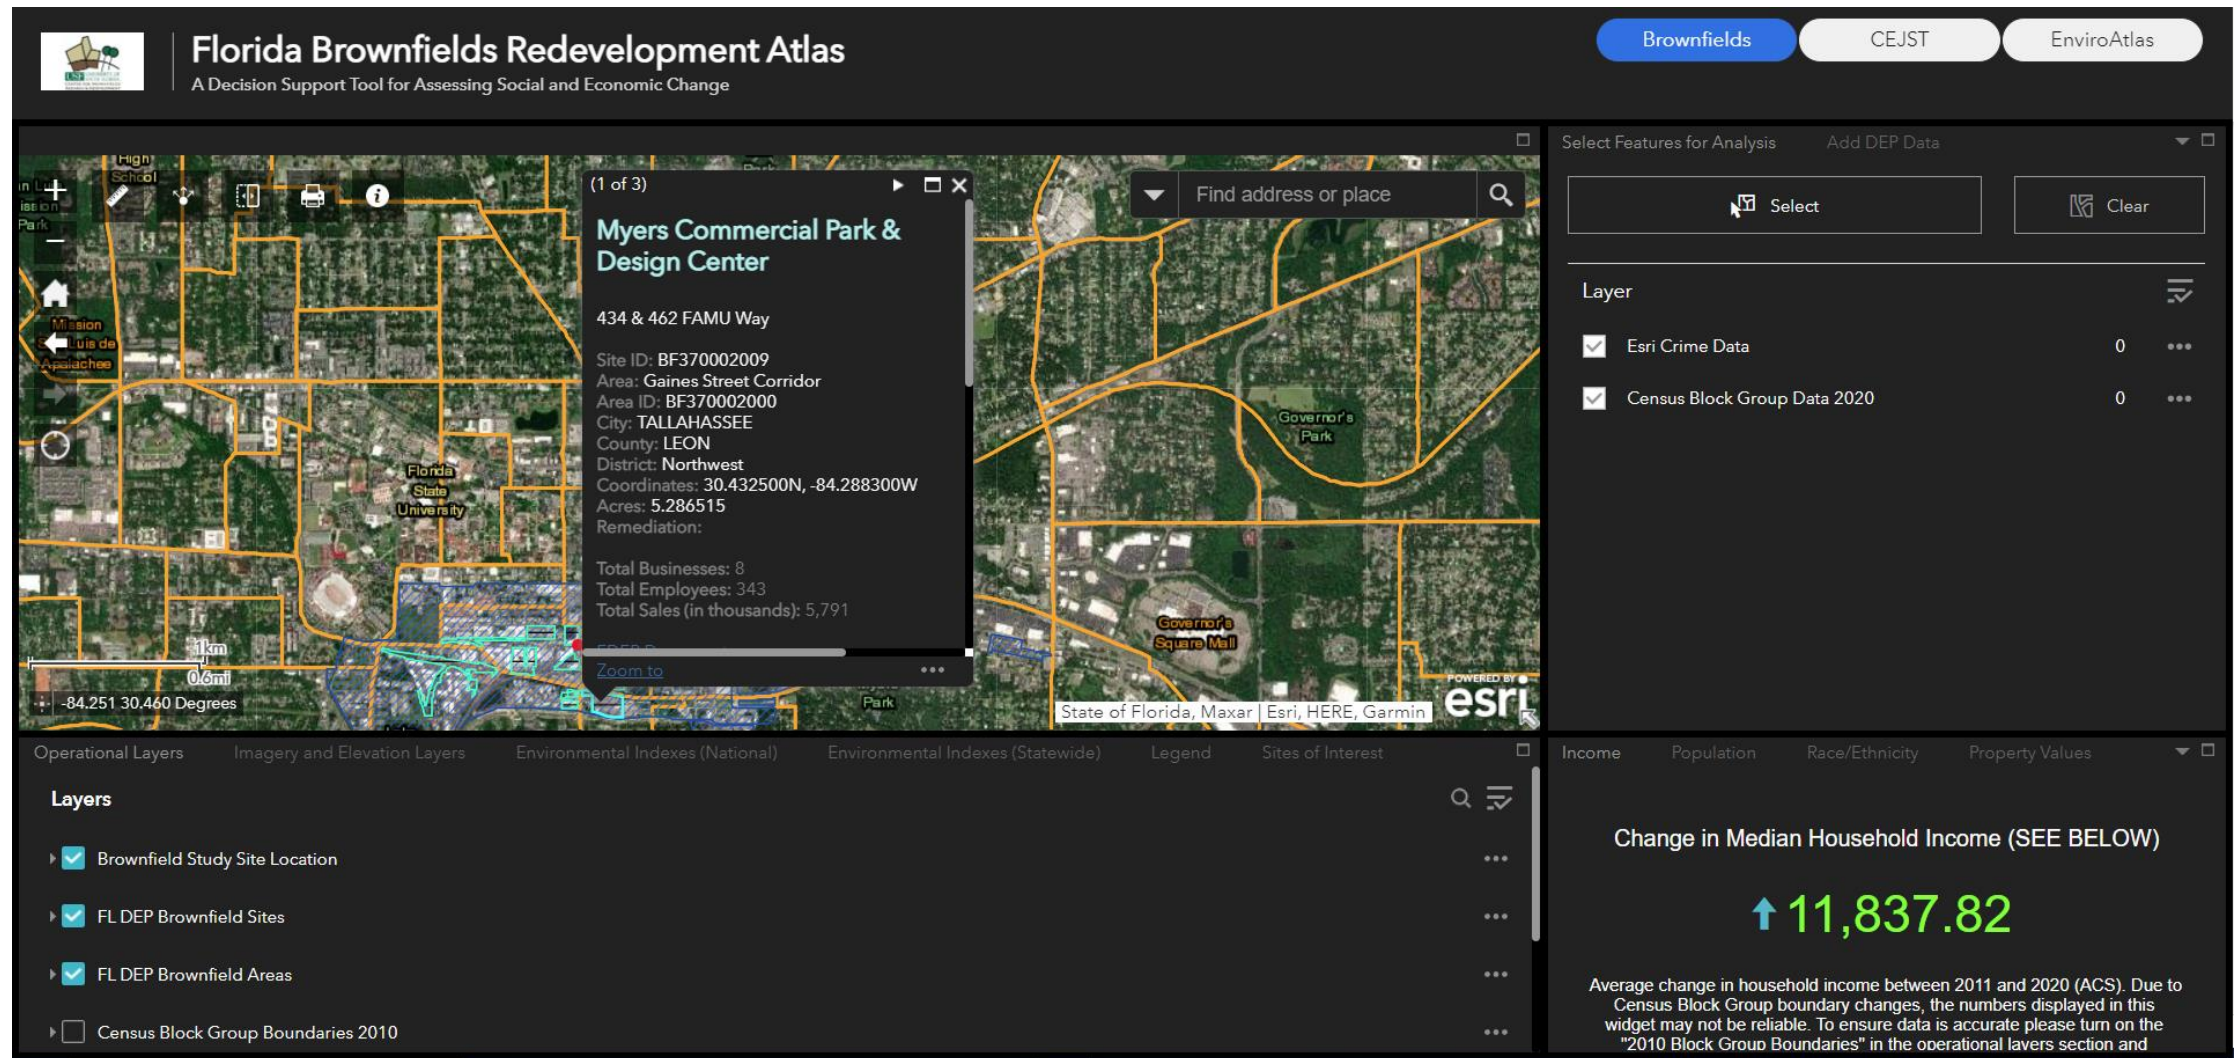 Florida Brownfields Redevelopment Atlas
A Decision Support Tool for Assessing Social and Economic Change
Brownfields
CEJST
EnviroAtlas
High
School
Park
Mission
Luis de
Apalachee
Florida
State
University
1km
0.6mi
-84.251 30.460 Degrees
(1 of 3)
Myers Commercial Park &
Design Center
434 & 462 FAMU Way
Site ID: BF370002009
Area: Gaines Street Corridor
Area ID: BF370002000
City: TALLAHASSEE
County: LEON
District: Northwest
Coordinates: 30.432500N, -84.288300W
Acres: 5.286515
Remediation:
Total Businesses: 8
Total Employees: 343
Total Sales (in thousands): 5,791
Zoom to
Find address or place
Governor's
Park
Governor's
Square Mall
Park
POWERED BY
esri
State of Florida, Maxar | Esri, HERE, Garmin
Select Features for Analysis
Add DEP Data
Select
Clear
Layer
Esri Crime Data 0
Census Block Group Data 2020 0
Operational Layers
Imagery and Elevation Layers
Environmental Indexes (National)
Environmental Indexes (Statewide)
Legend
Sites of Interest
Layers
Brownfield Study Site Location
FL DEP Brownfield Sites
FL DEP Brownfield Areas
Census Block Group Boundaries 2010
Income
Population
Race/Ethnicity
Property Values
Change in Median Household Income (SEE BELOW)
11,837.82
Average change in household income between 2011 and 2020 (ACS). Due to
Census Block Group boundary changes, the numbers displayed in this
widget may not be reliable. To ensure data is accurate please turn on the
"2010 Block Group Boundaries" in the operational layers section and